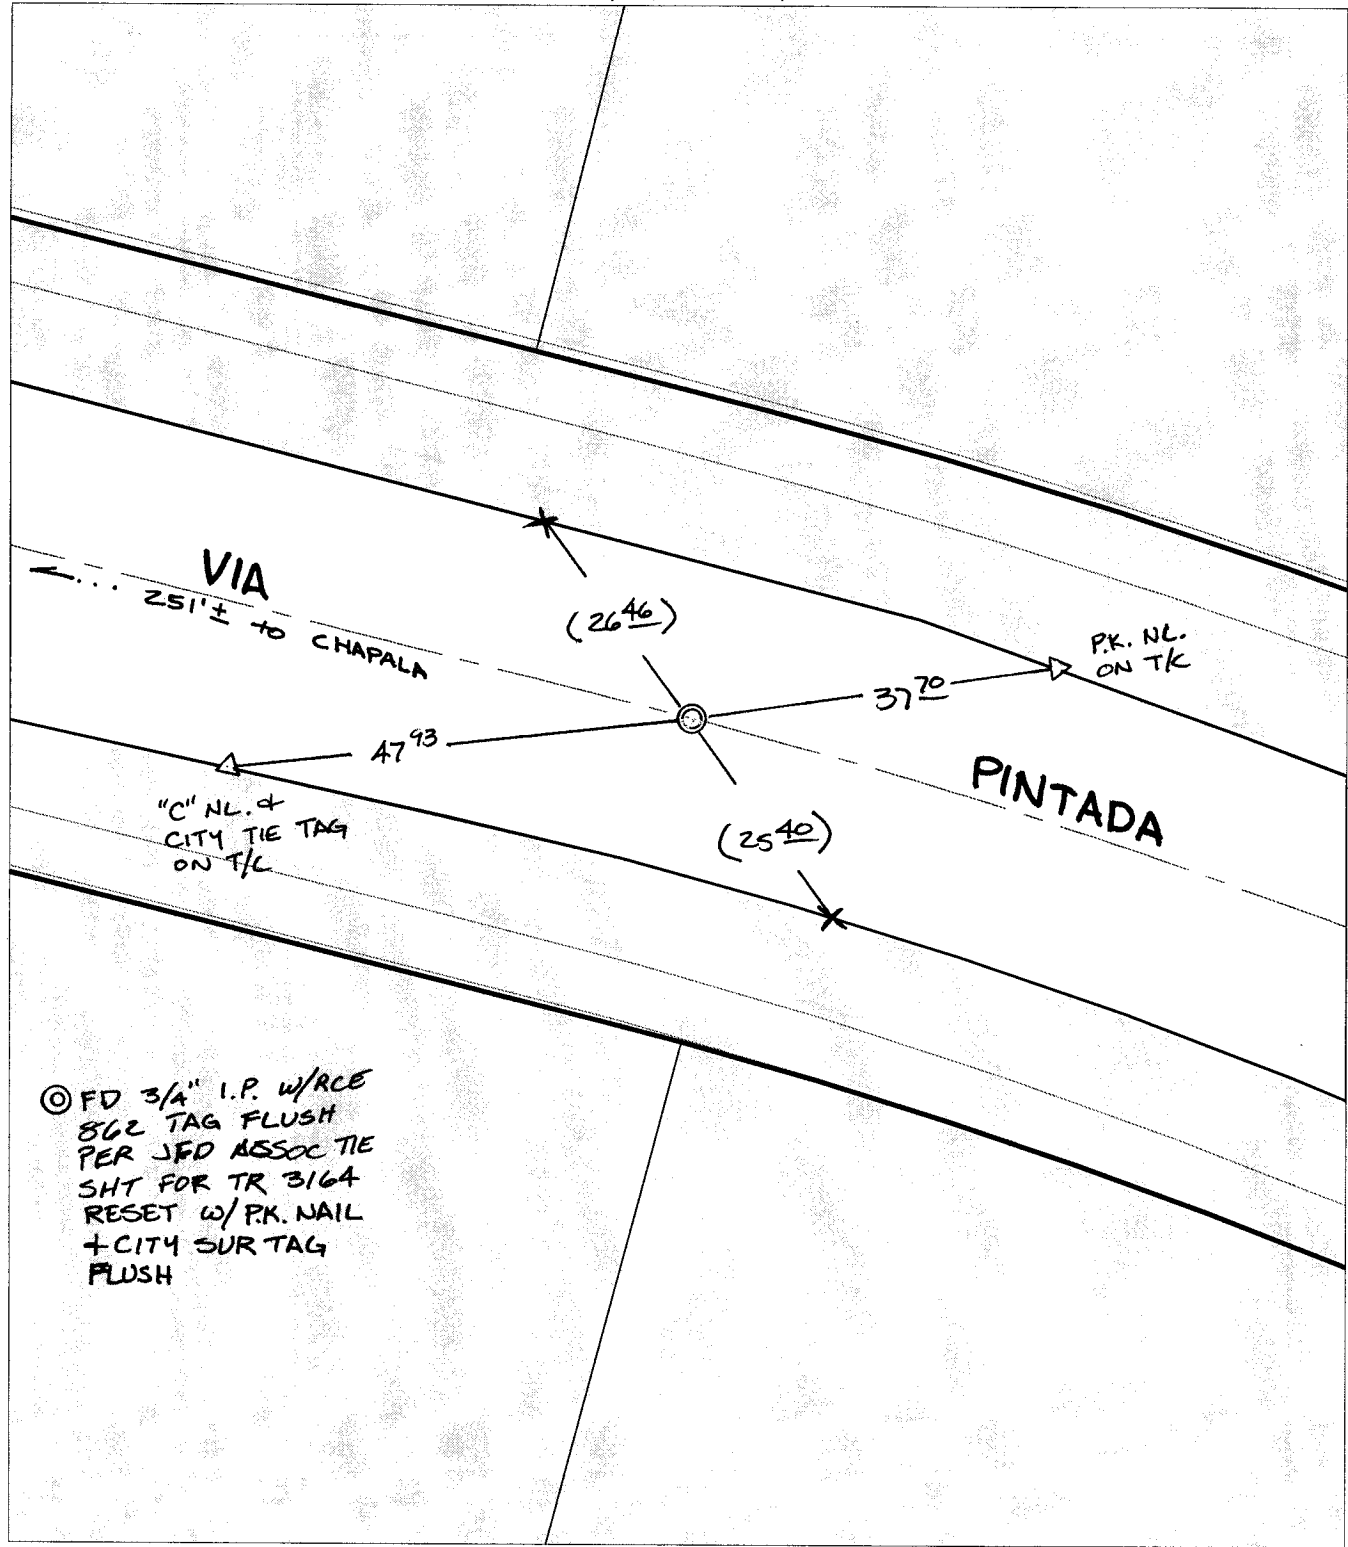 VIA
251'± to CHAPALA
(26 46)
P.K. NL.
ON T/C
37 70
47 93
PINTADA
"C" NL. &
CITY TIE TAG
ON T/C
(25 40)
FD 3/4" I.P. W/RCE
862 TAG FLUSH
PER JFD ASSOC TIE
SHT FOR TR 3164
RESET W/ P.K. NAIL
+ CITY SUR TAG
FLUSH